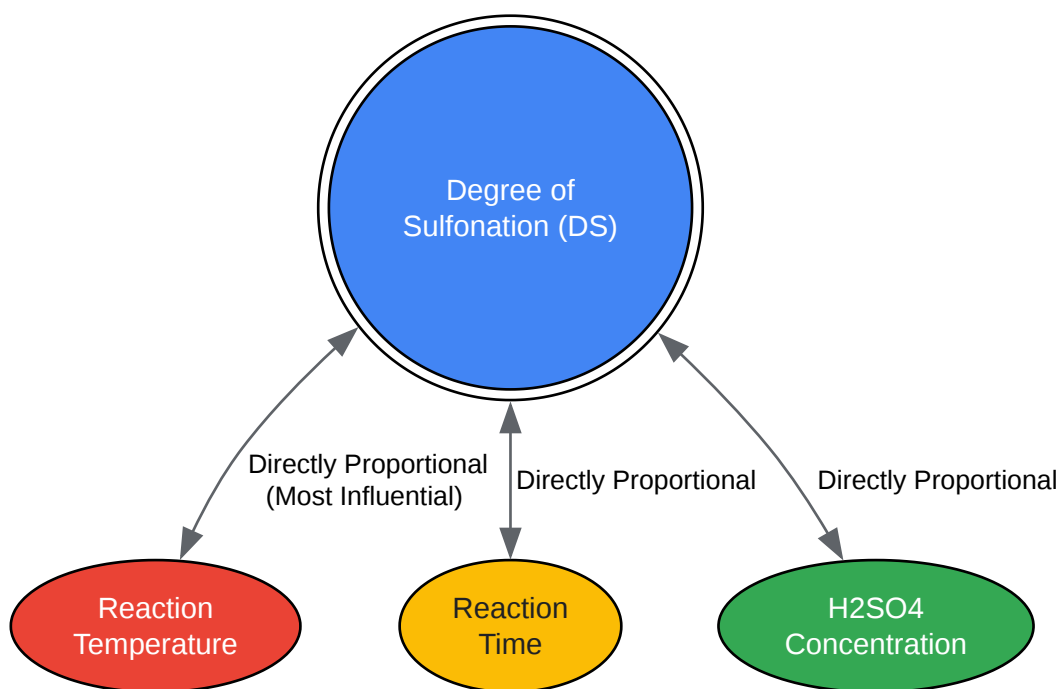 Degree of
Sulfonation (DS)
Directly Proportional
(Most Influential)
Directly Proportional
Directly Proportional
Reaction
Temperature
Reaction
Time
H2SO4
Concentration